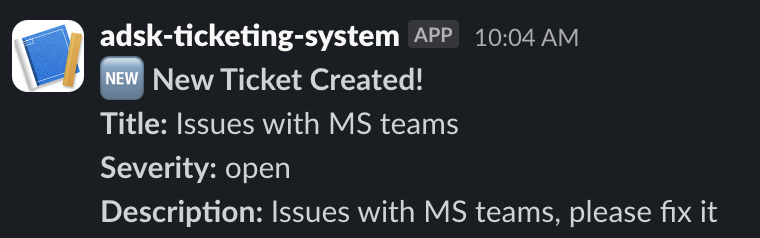 adsk-ticketing-system APP 10:04 AM
NEW New Ticket Created!
Title: Issues with MS teams
Severity: open
Description: Issues with MS teams, please fix it